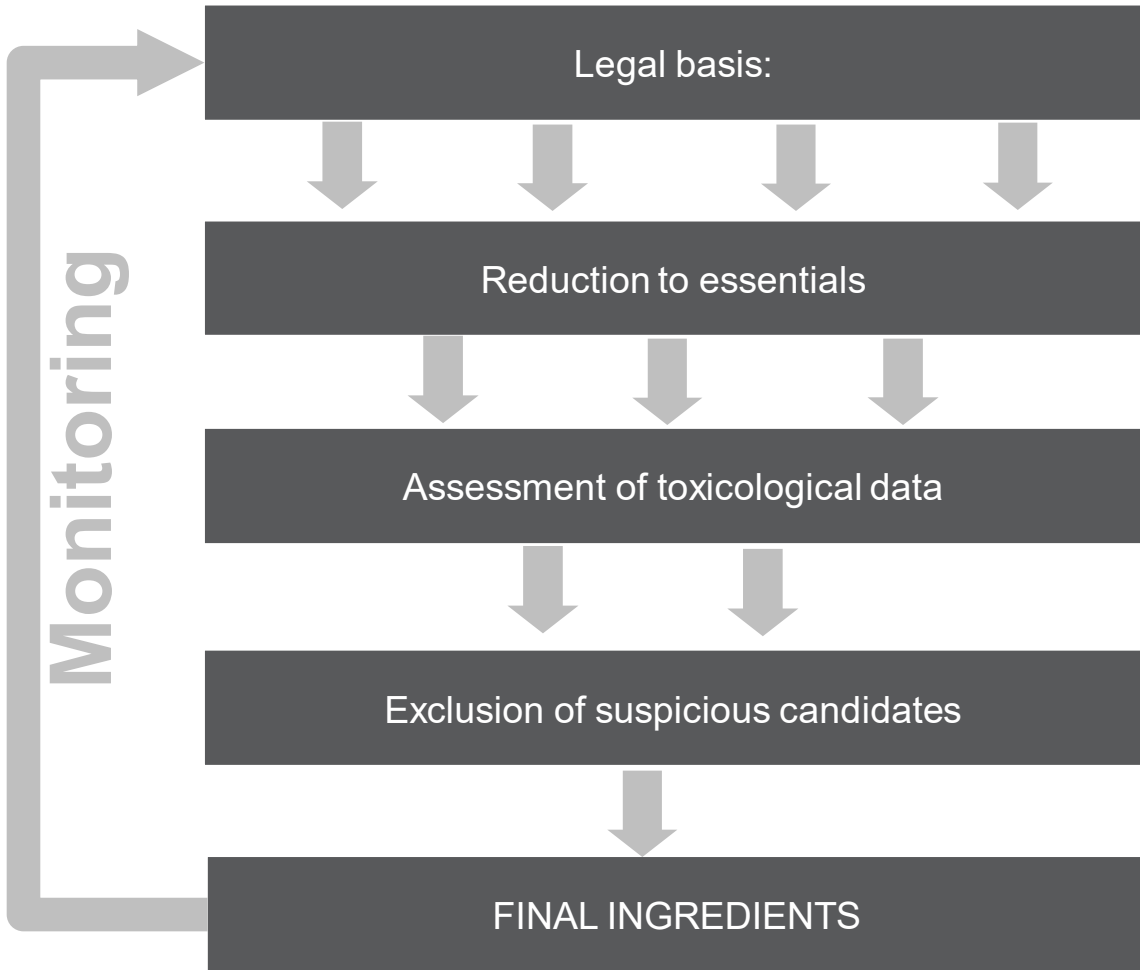 Legal basis:
Reduction to essentials
Assessment of toxicological data
Exclusion of suspicious candidates
FINAL INGREDIENTS
Monitoring